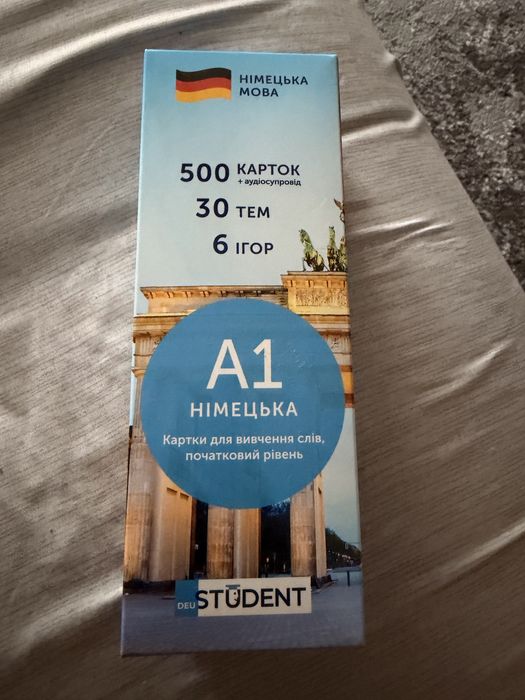 НІМЕЦЬКА
МОВА
500 КАРТОК
+ аудіосупровід
30 ТЕМ
6 ІГОР
A1
НІМЕЦЬКА
Картки для вивчення слів,
початковий рівень
DEU STUDENT